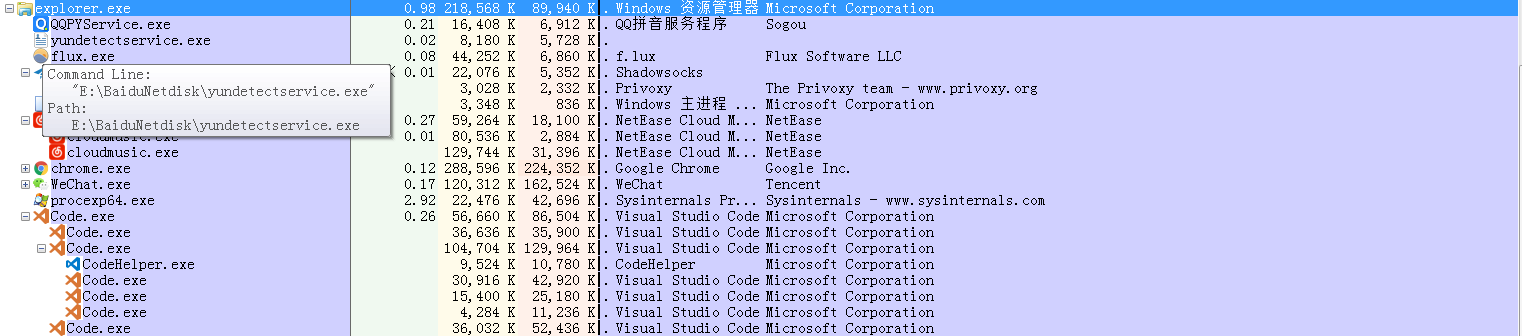 explorer.exe 0.98 218,568 K 89,940 K . Windows 资源管理器 Microsoft Corporation
QQPYService.exe 0.21 16,408 K 6,912 K . QQ拼音服务程序 Sogou
yundetectservice.exe 0.02 8,180 K 5,728 K .
flux.exe 0.08 44,252 K 6,860 K . f.lux Flux Software LLC
Command Line:
"E:\BaiduNetdisk\yundetectservice.exe"
Path:
E:\BaiduNetdisk\yundetectservice.exe
0.01 22,076 K 5,352 K . Shadowsocks
3,028 K 2,332 K . Privoxy The Privoxy team - www.privoxy.org
3,348 K 836 K . Windows 主进程 ... Microsoft Corporation
0.27 59,264 K 18,100 K . NetEase Cloud M... NetEase
cloudmusic.exe 0.01 80,536 K 2,884 K . NetEase Cloud M... NetEase
cloudmusic.exe 129,744 K 31,396 K . NetEase Cloud M... NetEase
chrome.exe 0.12 288,596 K 224,352 K . Google Chrome Google Inc.
WeChat.exe 0.17 120,312 K 162,524 K . WeChat Tencent
procexp64.exe 2.92 22,476 K 42,696 K . Sysinternals Pr... Sysinternals - www.sysinternals.com
Code.exe 0.26 56,660 K 86,504 K . Visual Studio Code Microsoft Corporation
Code.exe 36,636 K 35,900 K . Visual Studio Code Microsoft Corporation
Code.exe 104,704 K 129,964 K . Visual Studio Code Microsoft Corporation
CodeHelper.exe 9,524 K 10,780 K . CodeHelper Microsoft Corporation
Code.exe 30,916 K 42,920 K . Visual Studio Code Microsoft Corporation
Code.exe 15,400 K 25,180 K . Visual Studio Code Microsoft Corporation
Code.exe 4,284 K 11,236 K . Visual Studio Code Microsoft Corporation
Code.exe 36,032 K 52,436 K . Visual Studio Code Microsoft Corporation